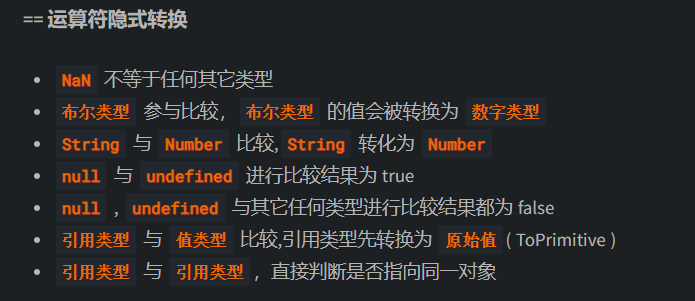 == 运算符隐式转换
• NaN 不等于任何其它类型
• 布尔类型 参与比较， 布尔类型 的值会被转换为 数字类型
• String 与 Number 比较, String 转化为 Number
• null 与 undefined 进行比较结果为 true
• null , undefined 与其它任何类型进行比较结果都为 false
• 引用类型 与 值类型 比较,引用类型先转换为 原始值 ( ToPrimitive )
• 引用类型 与 引用类型 ，直接判断是否指向同一对象